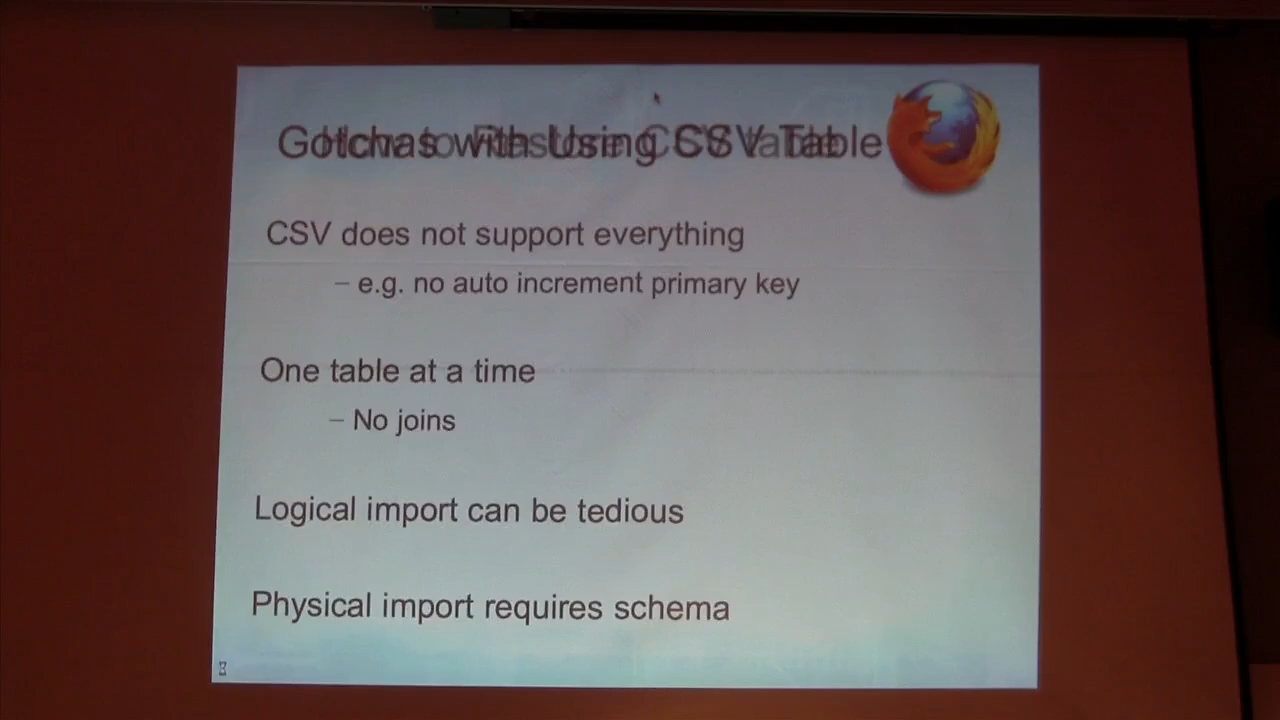 Gotchas with Using CSV Table
CSV does not support everything
– e.g. no auto increment primary key
One table at a time
– No joins
Logical import can be tedious
Physical import requires schema